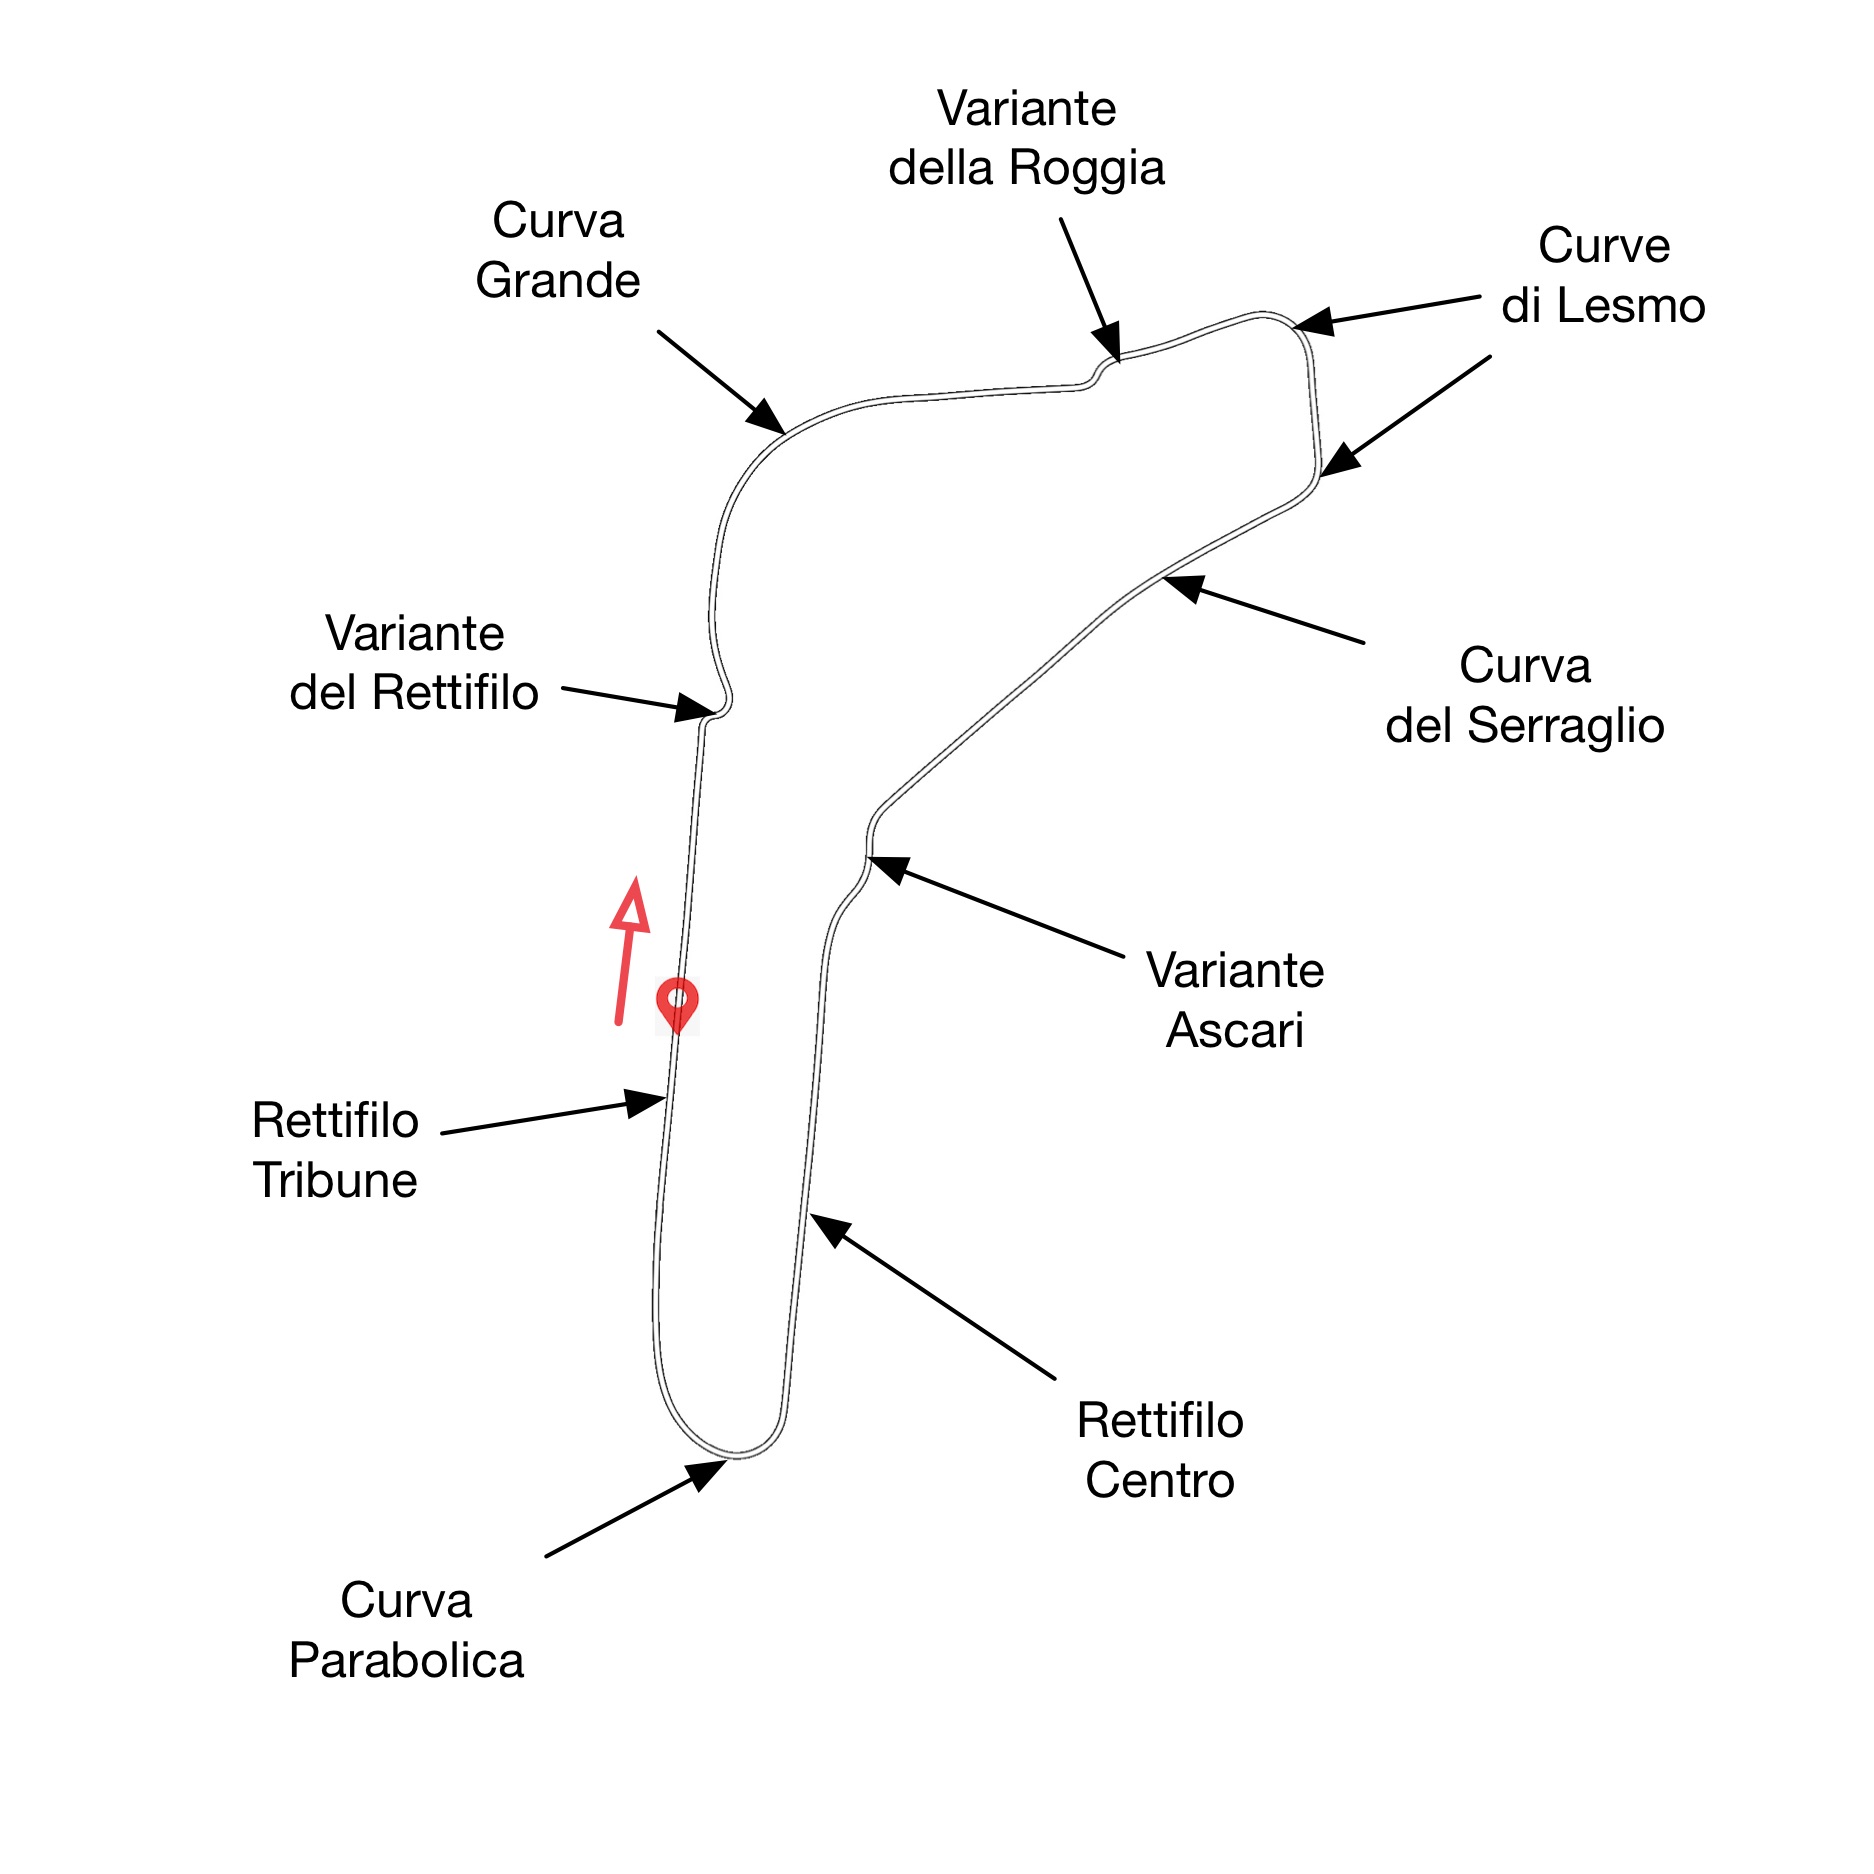 Variante
della Roggia
Curva
Grande
Curve
di Lesmo
Variante
del Rettifilo
Curva
del Serraglio
Variante
Ascari
Rettifilo
Tribune
Rettifilo
Centro
Curva
Parabolica